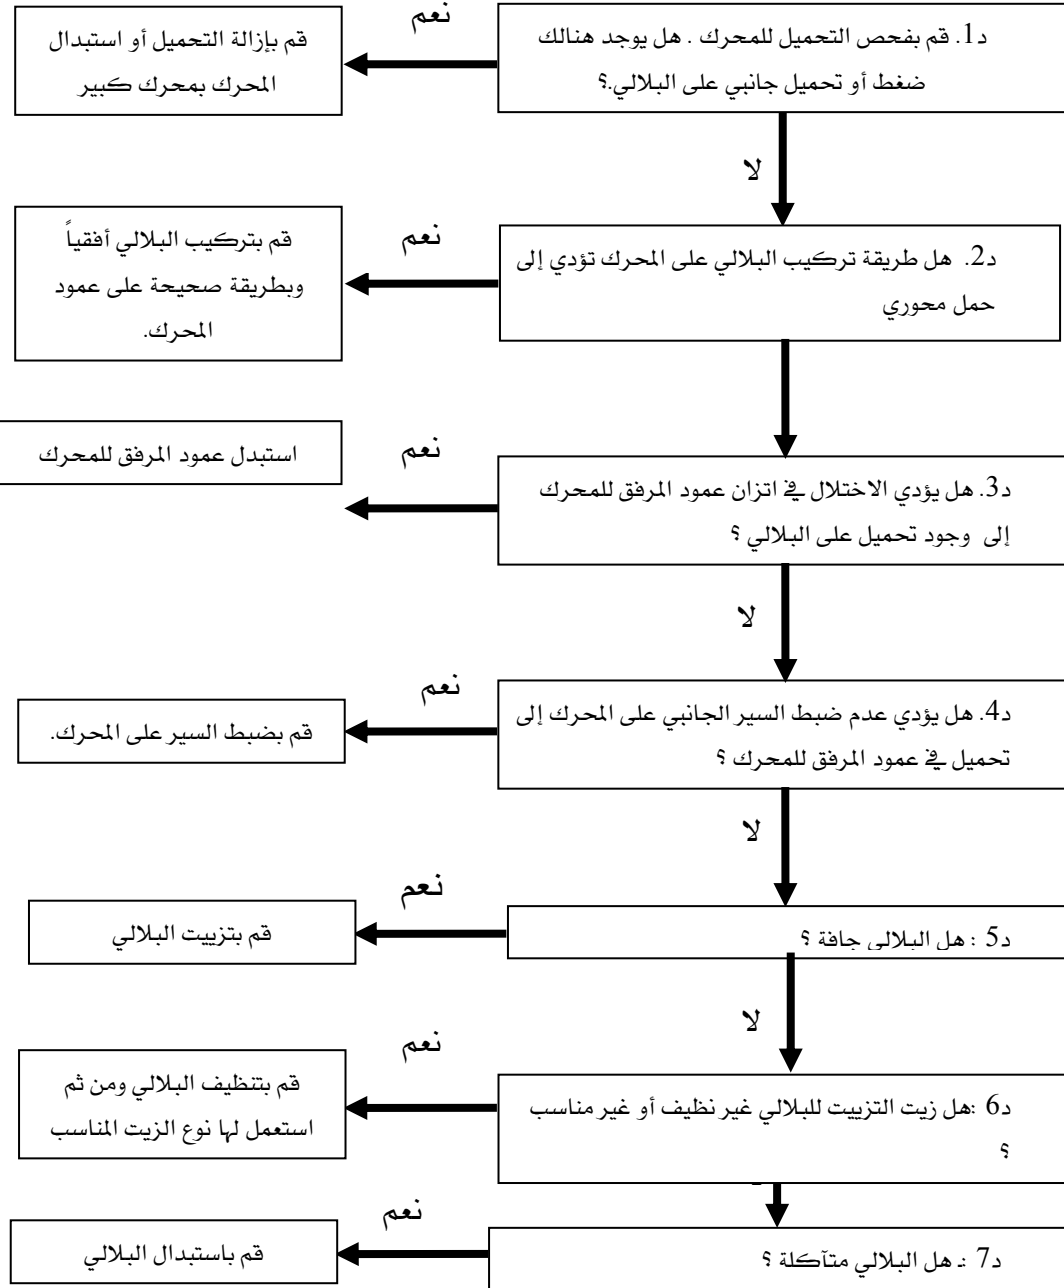 نعم
د1. قم بفحص التحميل للمحرك . هل يوجد هنالك
ضغط أو تحميل جانبي على البلالي.؟
قم بإزالة التحميل أو استبدال
المحرك بمحرك كبير
لا
د2. هل طريقة تركيب البلالي على المحرك تؤدي إلى
حمل محوري
نعم
قم بتركيب البلالي أفقياً
وبطريقة صحيحة على عمود
المحرك.
د3. هل يؤدي الاختلال في اتزان عمود المرفق للمحرك
إلى وجود تحميل على البلالي ؟
نعم
استبدل عمود المرفق للمحرك
لا
د4. هل يؤدي عدم ضبط السير الجانبي على المحرك إلى
تحميل في عمود المرفق للمحرك ؟
نعم
قم بضبط السير على المحرك.
لا
د5 : هل البلالي جافة ؟
نعم
قم بتزييت البلالي
لا
د6 :هل زيت التزييت للبلالي غير نظيف أو غير مناسب
؟
نعم
قم بتنظيف البلالي ومن ثم
استعمل لها نوع الزيت المناسب
د7 : هل البلالي متآكلة ؟
نعم
قم باستبدال البلالي